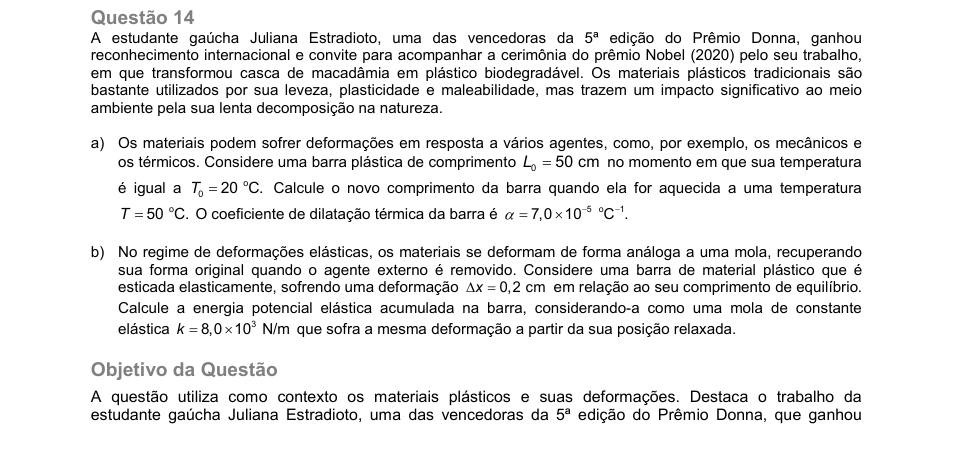 Questão 14
A estudante gaúcha Juliana Estradioto, uma das vencedoras da 5ª edição do Prêmio Donna, ganhou
reconhecimento internacional e convite para acompanhar a cerimônia do prêmio Nobel (2020) pelo seu trabalho,
em que transformou casca de macadâmia em plástico biodegradável. Os materiais plásticos tradicionais são
bastante utilizados por sua leveza, plasticidade e maleabilidade, mas trazem um impacto significativo ao meio
ambiente pela sua lenta decomposição na natureza.
a) Os materiais podem sofrer deformações em resposta a vários agentes, como, por exemplo, os mecânicos e
os térmicos. Considere uma barra plástica de comprimento L₀ = 50 cm no momento em que sua temperatura
é igual a T₀ = 20 °C. Calcule o novo comprimento da barra quando ela for aquecida a uma temperatura
T = 50 °C. O coeficiente de dilatação térmica da barra é α = 7,0×10⁻⁵ °C⁻¹.
b) No regime de deformações elásticas, os materiais se deformam de forma análoga a uma mola, recuperando
sua forma original quando o agente externo é removido. Considere uma barra de material plástico que é
esticada elasticamente, sofrendo uma deformação Δx = 0,2 cm em relação ao seu comprimento de equilíbrio.
Calcule a energia potencial elástica acumulada na barra, considerando-a como uma mola de constante
elástica k = 8,0×10³ N/m que sofra a mesma deformação a partir da sua posição relaxada.
Objetivo da Questão
A questão utiliza como contexto os materiais plásticos e suas deformações. Destaca o trabalho da
estudante gaúcha Juliana Estradioto, uma das vencedoras da 5ª edição do Prêmio Donna, que ganhou